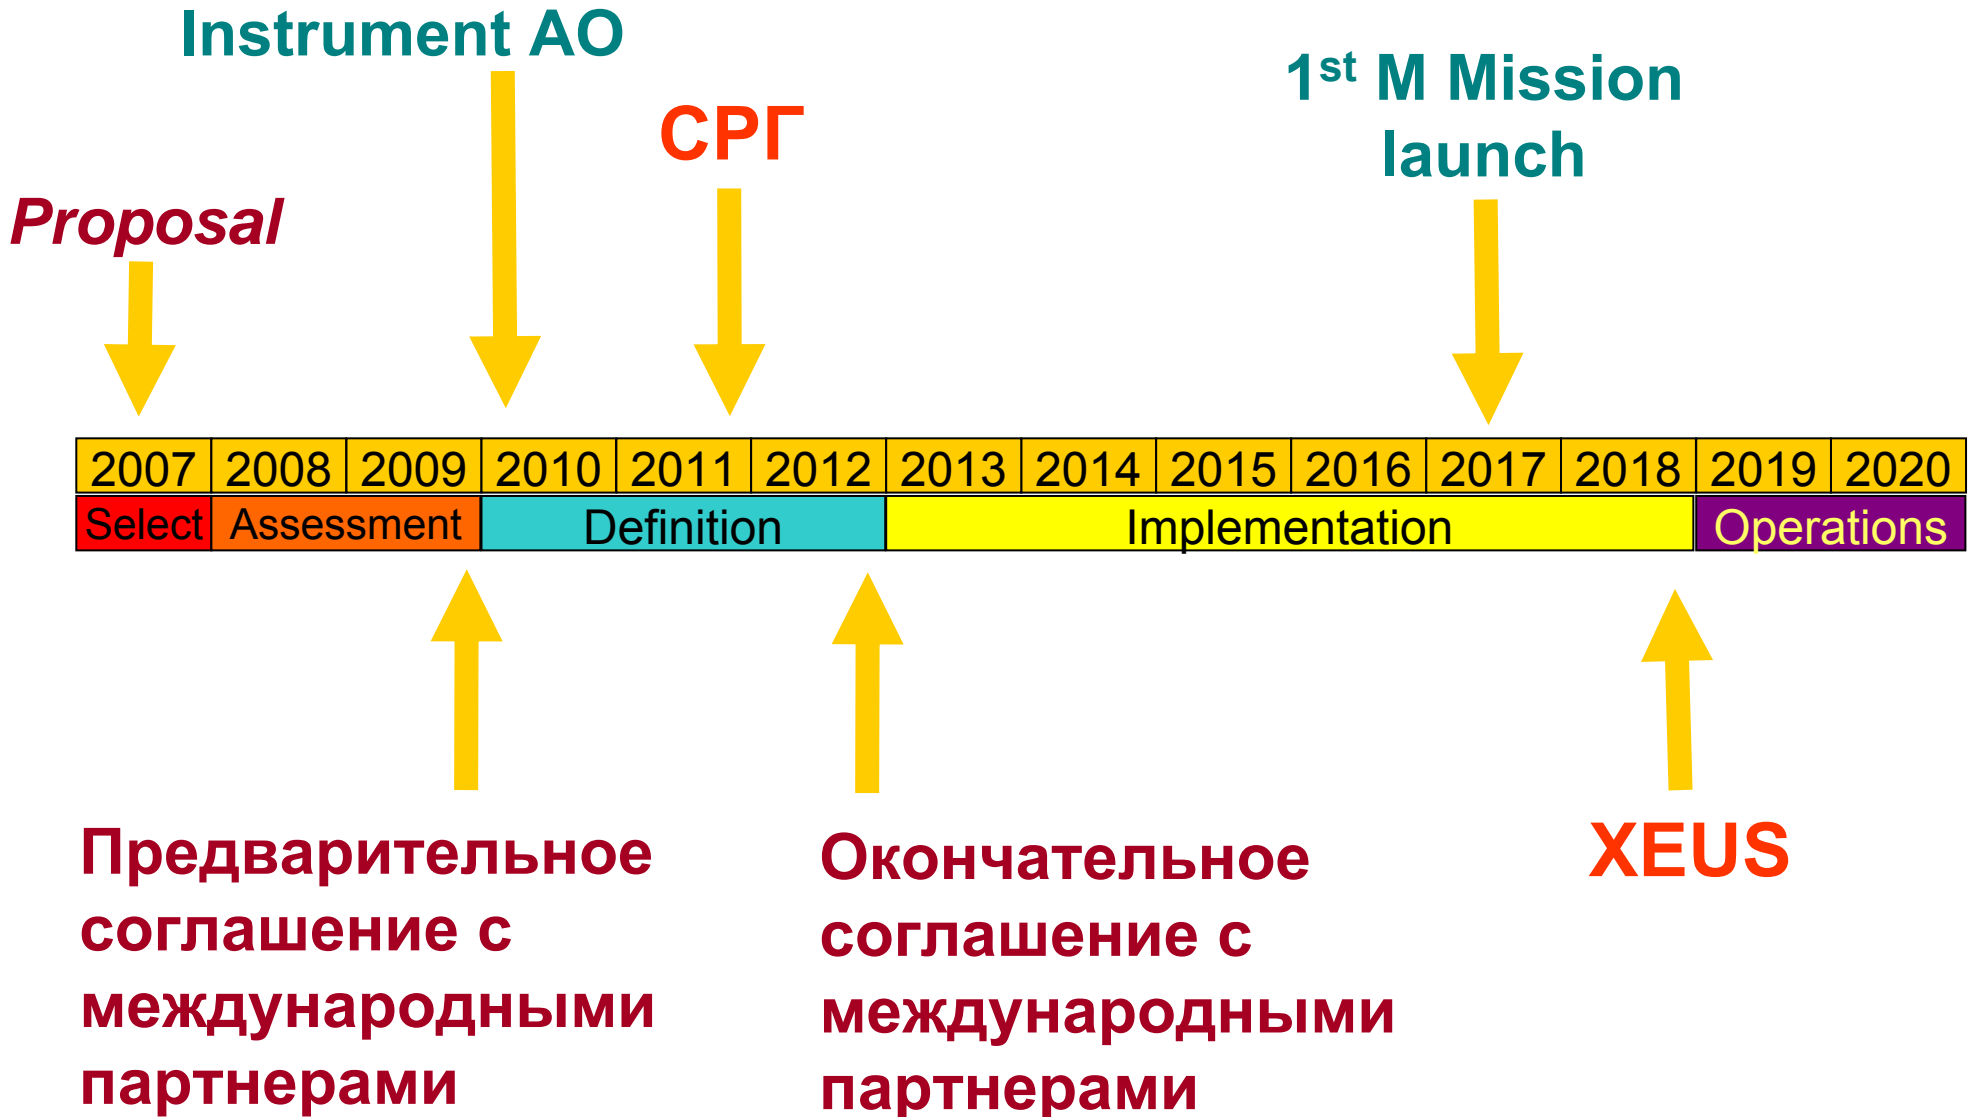 Instrument AO
1st M Mission
launch
СРГ
Proposal
2007 2008 2009 2010 2011 2012 2013 2014 2015 2016 2017 2018 2019 2020
Select Assessment Definition Implementation Operations
Предварительное
соглашение с
международными
партнерами
Окончательное
соглашение с
международными
партнерами
XEUS